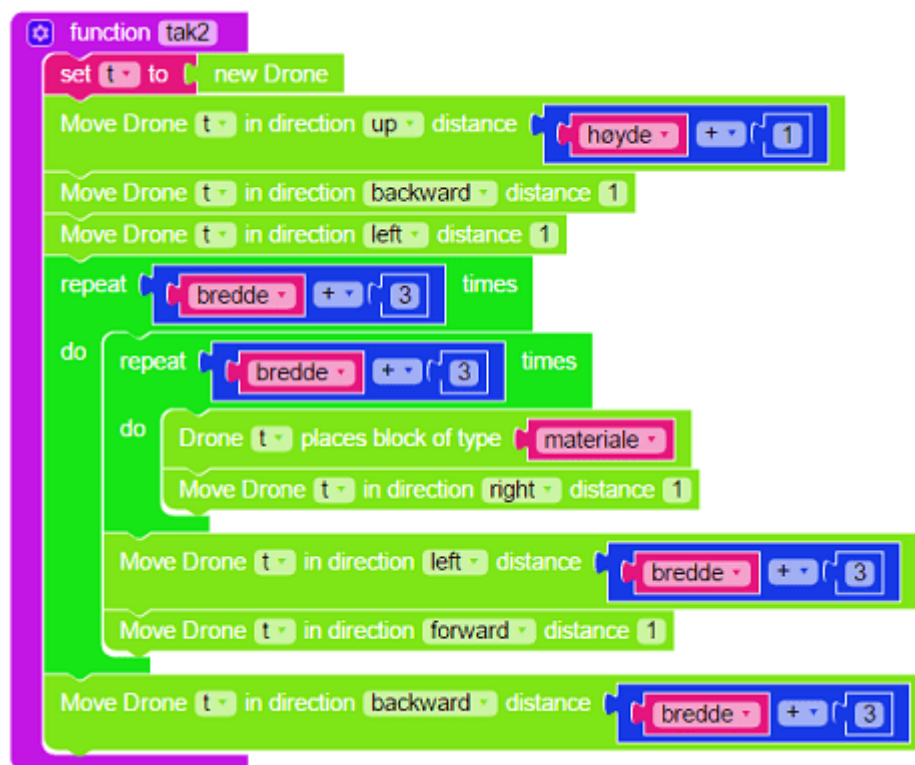 function tak2
set t to new Drone
Move Drone t in direction up distance høyde + 1
Move Drone t in direction backward distance 1
Move Drone t in direction left distance 1
repeat bredde + 3 times
do repeat bredde + 3 times
do Drone t places block of type materiale
Move Drone t in direction right distance 1
Move Drone t in direction left distance bredde + 3
Move Drone t in direction forward distance 1
Move Drone t in direction backward distance bredde + 3